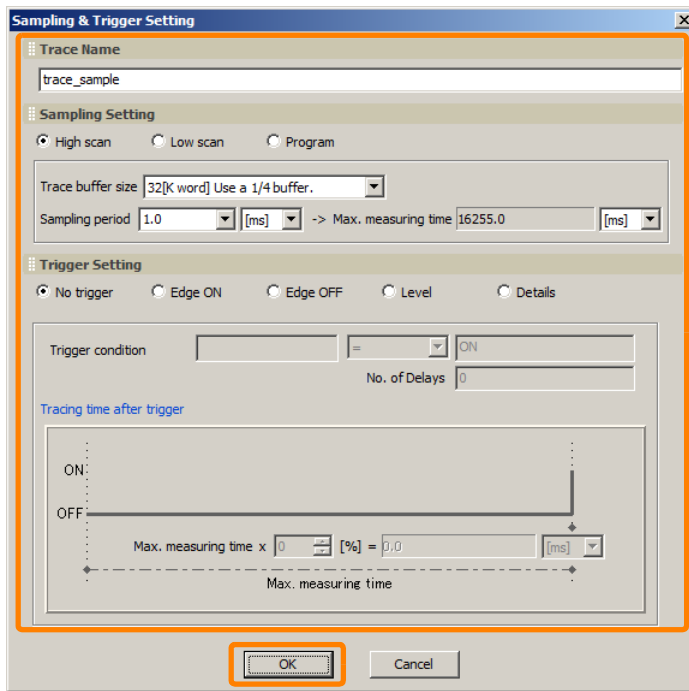 Sampling & Trigger Setting
Trace Name
trace_sample
Sampling Setting
High scan Low scan Program
Trace buffer size 32[K word] Use a 1/4 buffer.
Sampling period 1.0 [ms] -> Max. measuring time 16255.0 [ms]
Trigger Setting
No trigger Edge ON Edge OFF Level Details
Trigger condition = ON
No. of Delays 0
Tracing time after trigger
ON
OFF
Max. measuring time x 0 [%] = 0.0 [ms]
Max. measuring time
OK Cancel